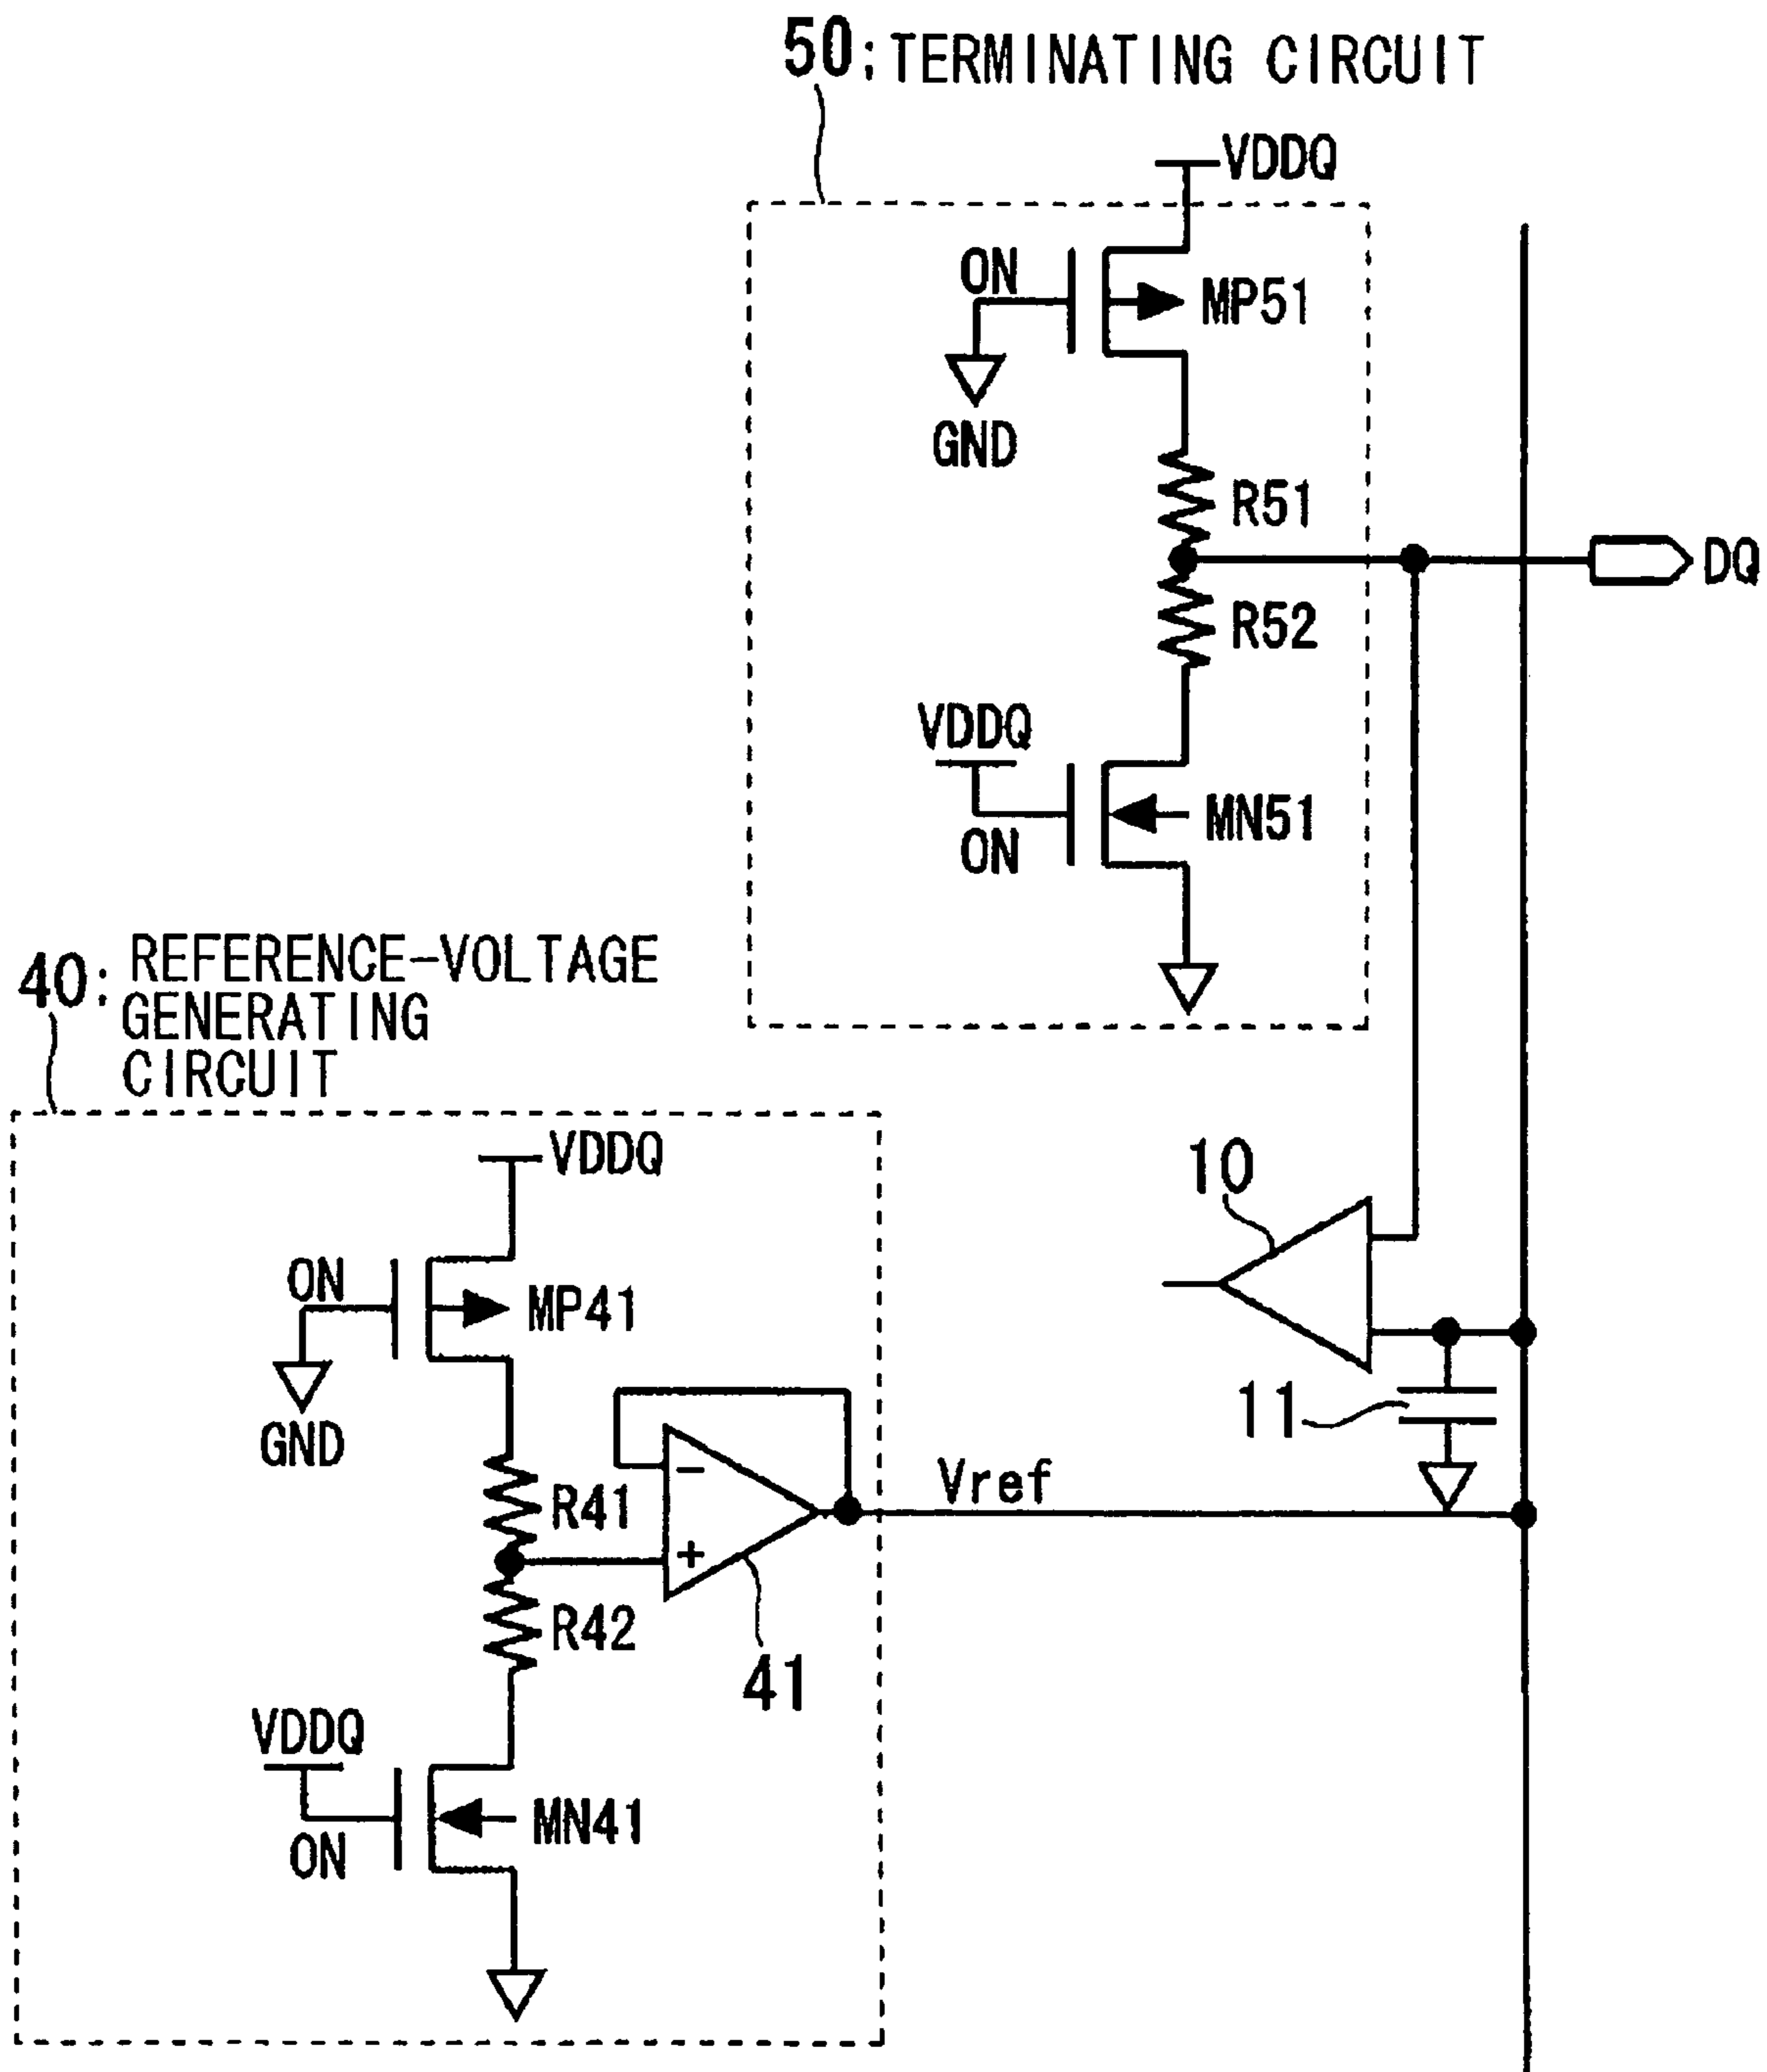 50: TERMINATING CIRCUIT
VDDQ
ON
MP51
GND
R51
DQ
R52
VDDQ
MN51
ON
40: REFERENCE-VOLTAGE
GENERATING
CIRCUIT
VDDQ
10
ON
MP41
11
GND
Vref
R41
-
+
R42
41
VDDQ
MN41
ON